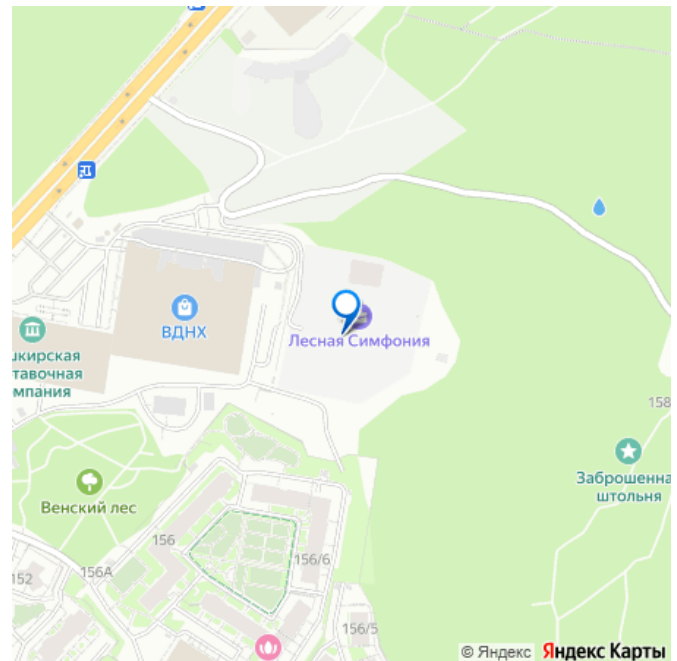 ВДНХ
Лесная Симфония
шкирская
тавочная
мпания
158
Заброшенна
штольня
Венский лес
156
152
156А
156/6
156/5
© Яндекс Яндекс Карты